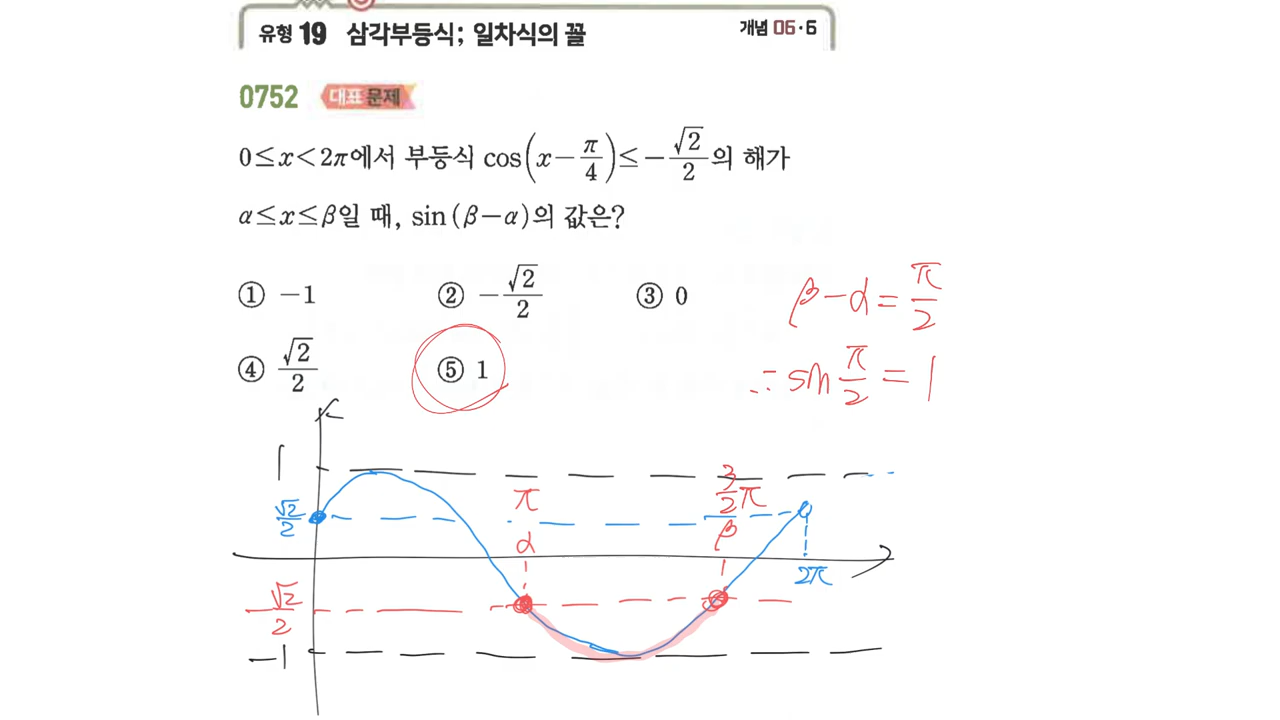 유형 19 삼각부등식; 일차식의 꼴 개념 06·6
0752 대표 문제
0≤x<2π에서 부등식 cos(x−π/4)≤−√2/2의 해가
α≤x≤β일 때, sin(β−α)의 값은?
① −1 ② −√2/2 ③ 0
④ √2/2 ⑤ 1
β−α=π/2
∴ sin π/2 = 1
1
√2/2
π
α
3/2 π
β
2π
−√2/2
−1